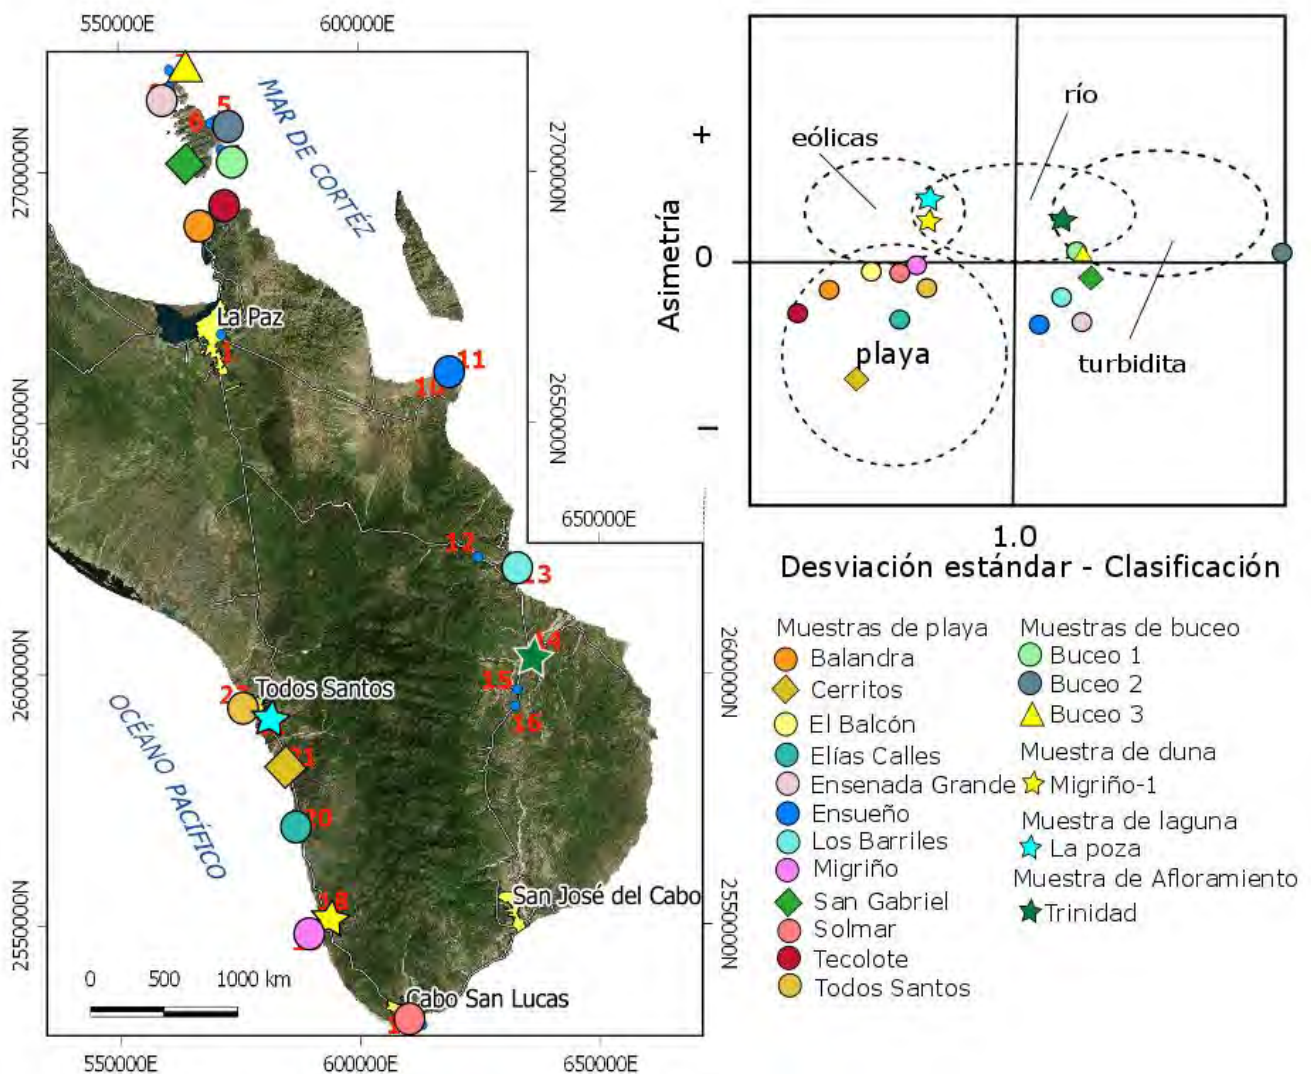 550000E
600000E
2700000N
2650000N
2600000N
2550000N
MAR DE CORTÉZ
5
6
2700000N
La Paz
1
11
10
2650000N
650000E
12
13
14
15
16
2600000N
Todos Santos
OCÉANO PACÍFICO
21
20
18
San José del Cabo
2550000N
0 500 1000 km
Cabo San Lucas
550000E
600000E
650000E
Asimetría
+
0
I
río
eólicas
playa
turbidita
1.0
Desviación estándar - Clasificación
Muestras de playa
Balandra
Cerritos
El Balcón
Elías Calles
Ensenada Grande
Ensueño
Los Barriles
Migriño
San Gabriel
Solmar
Tecolote
Todos Santos
Muestras de buceo
Buceo 1
Buceo 2
Buceo 3
Muestra de duna
Migriño-1
Muestra de laguna
La poza
Muestra de Afloramiento
Trinidad